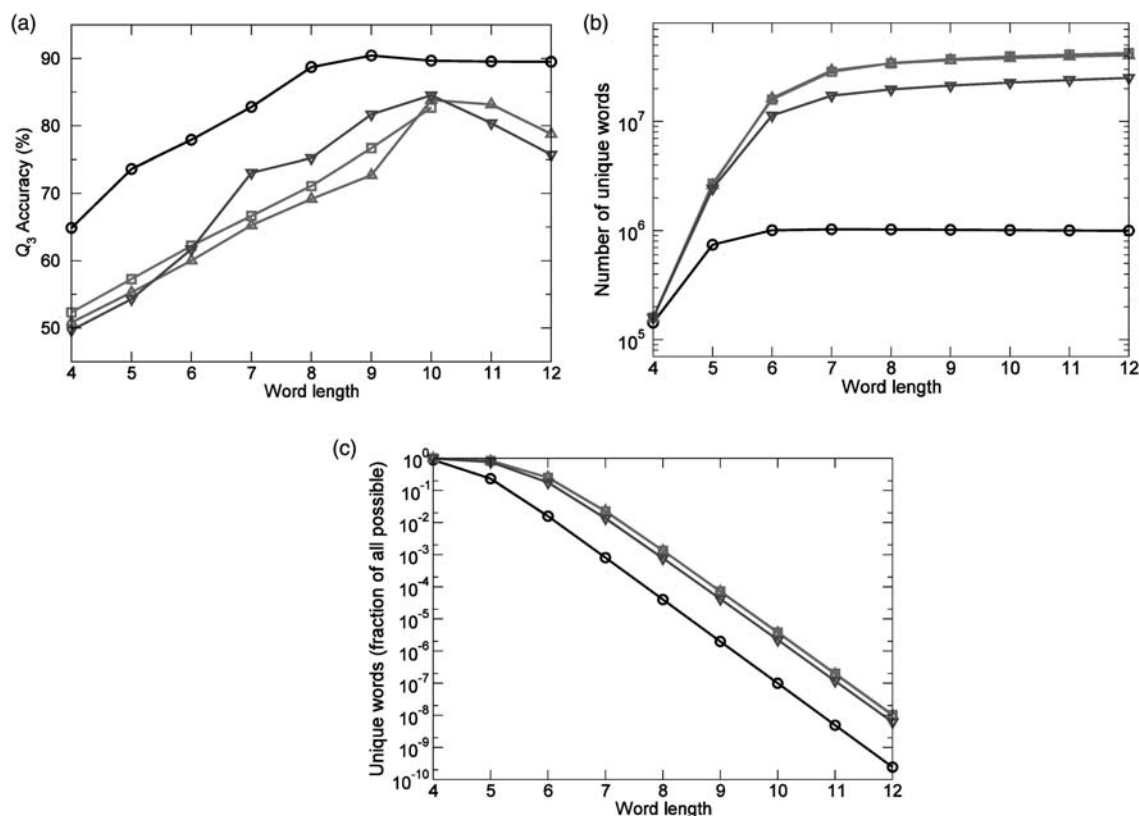 (a)
Q3 Accuracy (%)
90
80
70
60
50
4 5 6 7 8 9 10 11 12
Word length
(b)
Number of unique words
10^7
10^6
10^5
4 5 6 7 8 9 10 11 12
Word length
(c)
Unique words (fraction of all possible)
10^0
10^-1
10^-2
10^-3
10^-4
10^-5
10^-6
10^-7
10^-8
10^-9
10^-10
4 5 6 7 8 9 10 11 12
Word length